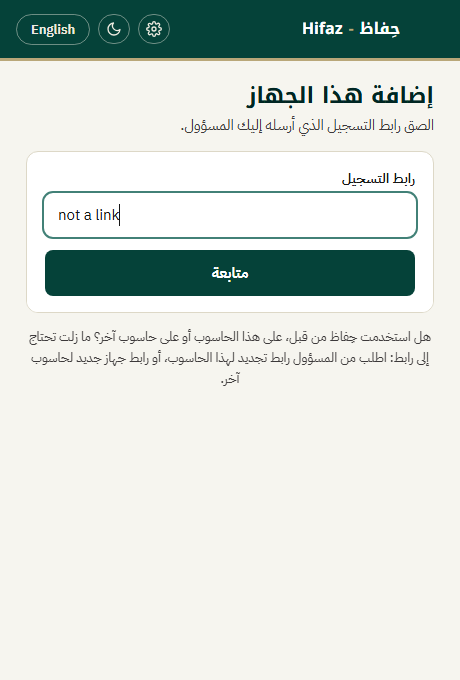 حِفاظ - Hifaz
English
إضافة هذا الجهاز
الصق رابط التسجيل الذي أرسله إليك المسؤول.
رابط التسجيل
not a link
متابعة
هل استخدمت حِفاظ من قبل، على هذا الحاسوب أو على حاسوب آخر؟ ما زلت تحتاج
إلى رابط: اطلب من المسؤول رابط تجديد لهذا الحاسوب، أو رابط جهاز جديد لحاسوب
آخر.